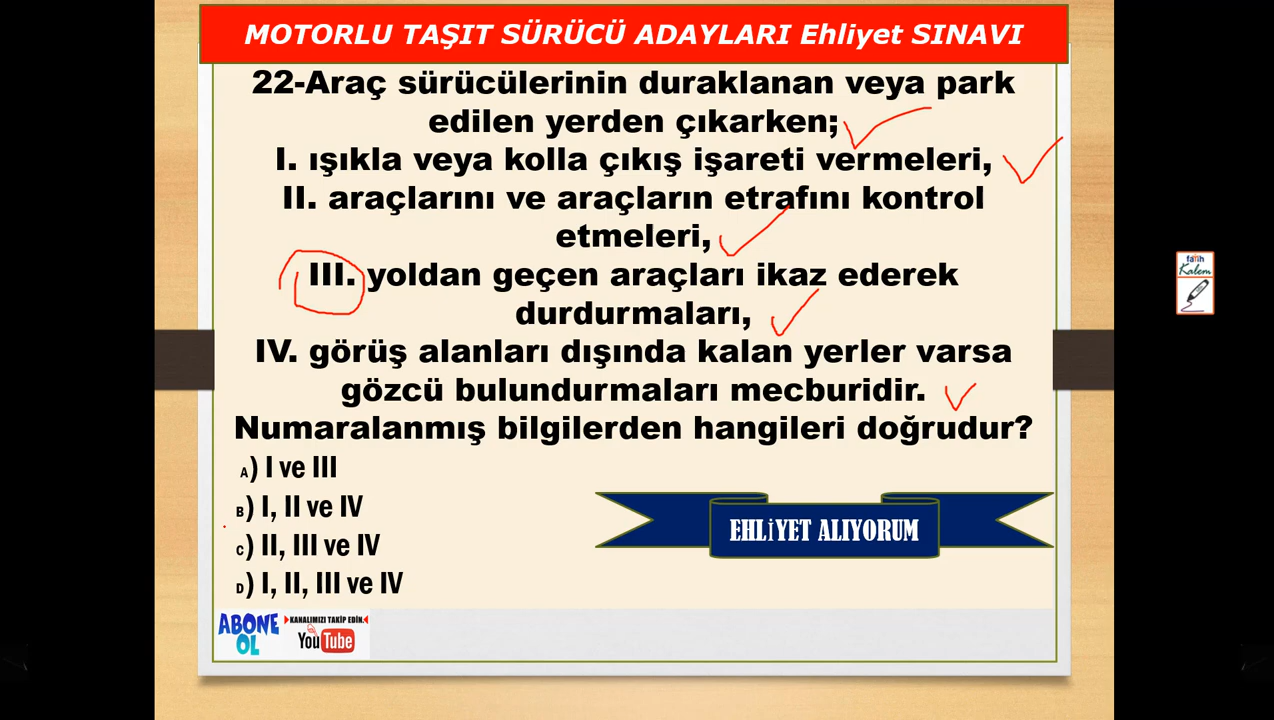 MOTORLU TAŞIT SÜRÜCÜ ADAYLARI Ehliyet SINAVI
22-Araç sürücülerinin duraklanan veya park
edilen yerden çıkarken;
I. ışıkla veya kolla çıkış işareti vermeleri,
II. araçlarını ve araçların etrafını kontrol
etmeleri,
III. yoldan geçen araçları ikaz ederek
durdurmaları,
IV. görüş alanları dışında kalan yerler varsa
gözcü bulundurmaları mecburidir.
Numaralanmış bilgilerden hangileri doğrudur?
A) I ve III
B) I, II ve IV
C) II, III ve IV
D) I, II, III ve IV
EHLİYET ALIYORUM
ABONE
OL
KANALIMIZI TAKİP EDİN.
YouTube
fatih
Kalem